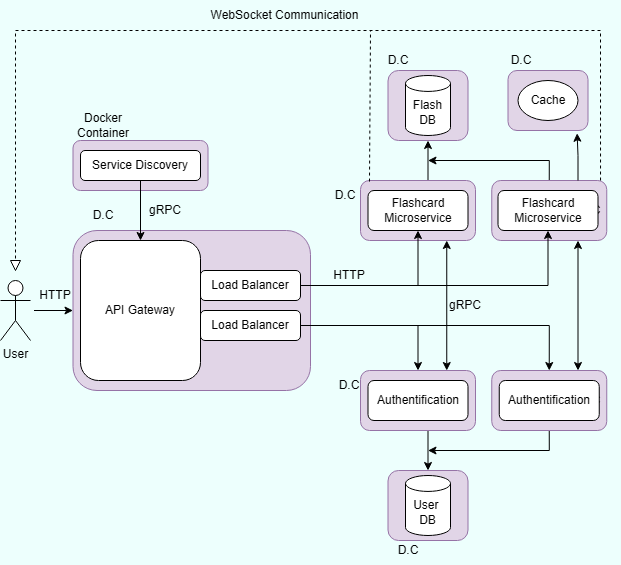 WebSocket Communication
D.C
D.C
Flash
DB
Cache
Docker
Container
Service Discovery
D.C
gRPC
D.C
Flashcard
Microservice
Flashcard
Microservice
API Gateway
Load Balancer
Load Balancer
HTTP
HTTP
gRPC
User
D.C
Authentification
Authentification
User
DB
D.C